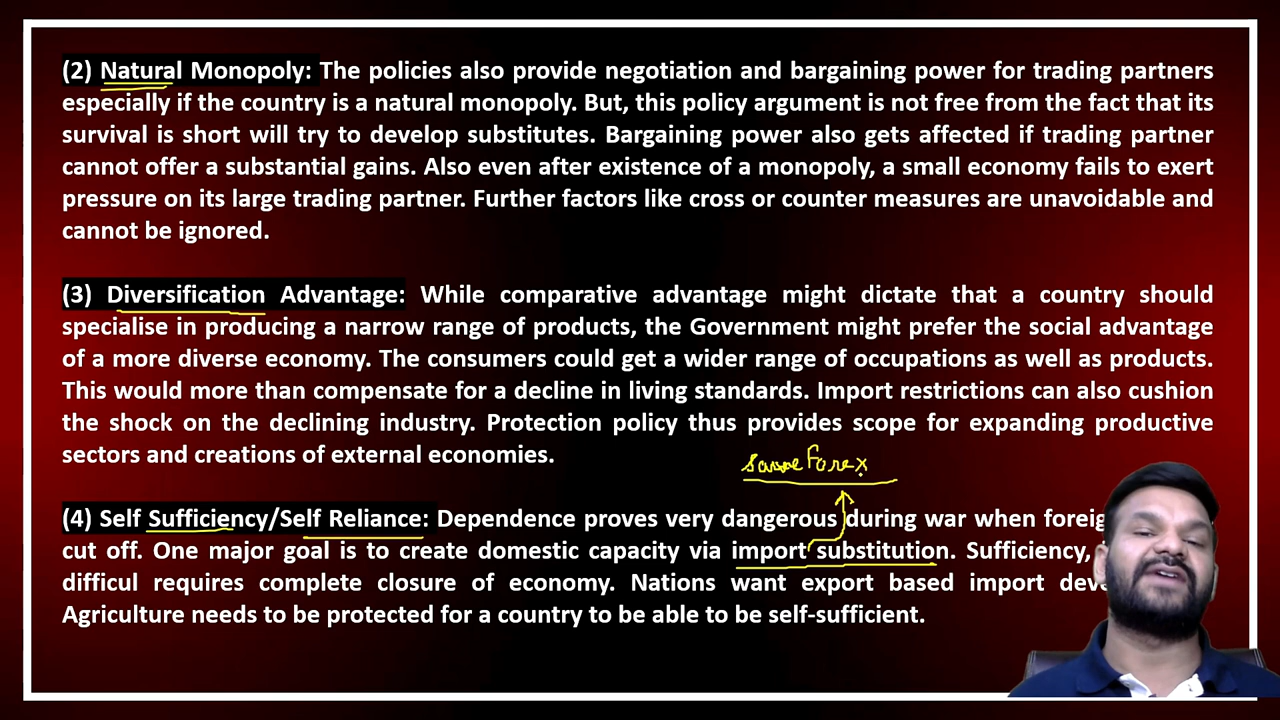 (2) Natural Monopoly: The policies also provide negotiation and bargaining power for trading partners
especially if the country is a natural monopoly. But, this policy argument is not free from the fact that its
survival is short will try to develop substitutes. Bargaining power also gets affected if trading partner
cannot offer a substantial gains. Also even after existence of a monopoly, a small economy fails to exert
pressure on its large trading partner. Further factors like cross or counter measures are unavoidable and
cannot be ignored.
(3) Diversification Advantage: While comparative advantage might dictate that a country should
specialise in producing a narrow range of products, the Government might prefer the social advantage
of a more diverse economy. The consumers could get a wider range of occupations as well as products.
This would more than compensate for a decline in living standards. Import restrictions can also cushion
the shock on the declining industry. Protection policy thus provides scope for expanding productive
sectors and creations of external economies.
Forex
(4) Self Sufficiency/Self Reliance: Dependence proves very dangerous during war when foreig
cut off. One major goal is to create domestic capacity via import substitution. Sufficiency,
difficul requires complete closure of economy. Nations want export based import deve
Agriculture needs to be protected for a country to be able to be self-sufficient.